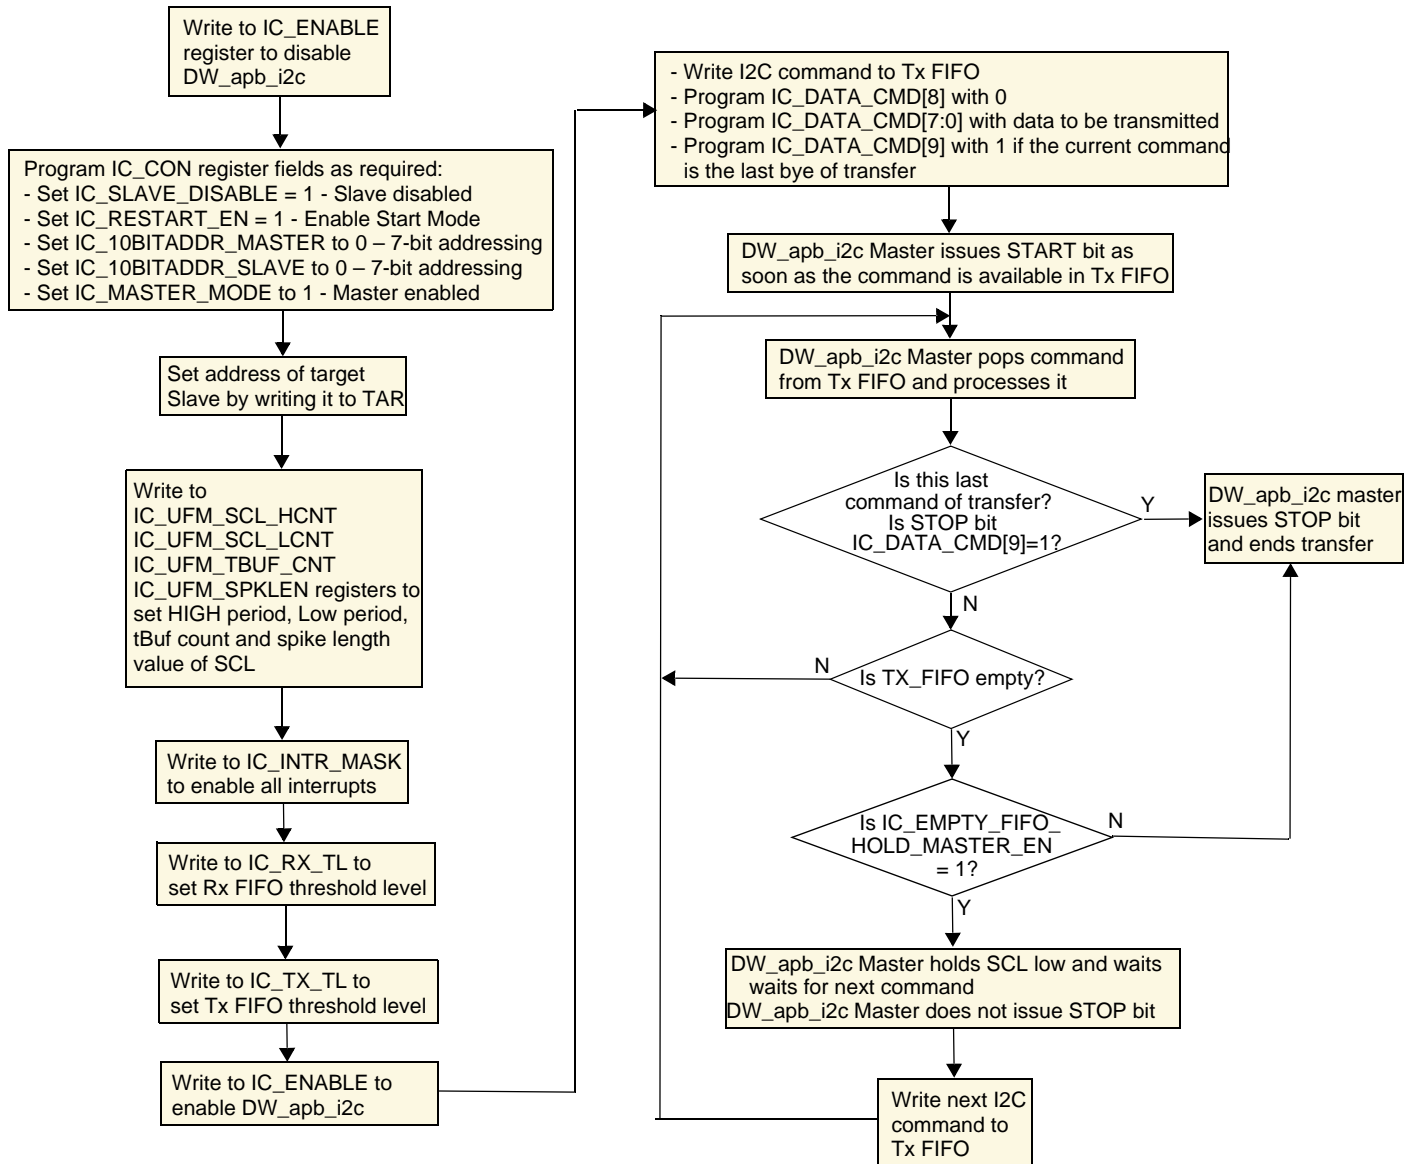 Write to IC_ENABLE
register to disable
DW_apb_i2c
Program IC_CON register fields as required:
- Set IC_SLAVE_DISABLE = 1 - Slave disabled
- Set IC_RESTART_EN = 1 - Enable Start Mode
- Set IC_10BITADDR_MASTER to 0 – 7-bit addressing
- Set IC_10BITADDR_SLAVE to 0 – 7-bit addressing
- Set IC_MASTER_MODE to 1 - Master enabled
Set address of target
Slave by writing it to TAR
Write to
IC_UFM_SCL_HCNT
IC_UFM_SCL_LCNT
IC_UFM_TBUF_CNT
IC_UFM_SPKLEN registers to
set HIGH period, Low period,
tBuf count and spike length
value of SCL
Write to IC_INTR_MASK
to enable all interrupts
Write to IC_RX_TL to
set Rx FIFO threshold level
Write to IC_TX_TL to
set Tx FIFO threshold level
Write to IC_ENABLE to
enable DW_apb_i2c
- Write I2C command to Tx FIFO
- Program IC_DATA_CMD[8] with 0
- Program IC_DATA_CMD[7:0] with data to be transmitted
- Program IC_DATA_CMD[9] with 1 if the current command
is the last bye of transfer
DW_apb_i2c Master issues START bit as
soon as the command is available in Tx FIFO
DW_apb_i2c Master pops command
from Tx FIFO and processes it
Is this last
command of transfer?
Is STOP bit
IC_DATA_CMD[9]=1?
Y
DW_apb_i2c master
issues STOP bit
and ends transfer
N
Is TX_FIFO empty?
N
Y
Is IC_EMPTY_FIFO_
HOLD_MASTER_EN
= 1?
N
Y
DW_apb_i2c Master holds SCL low and waits
waits for next command
DW_apb_i2c Master does not issue STOP bit
Write next I2C
command to
Tx FIFO